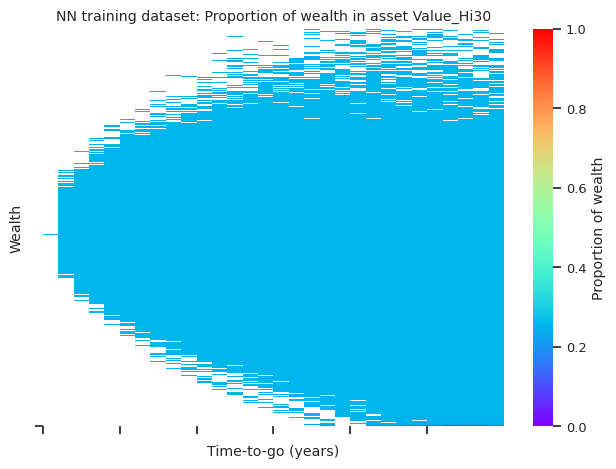 NN training dataset: Proportion of wealth in asset Value_Hi30
Wealth
Time-to-go (years)
1.0
0.8
0.6
0.4
0.2
0.0
Proportion of wealth